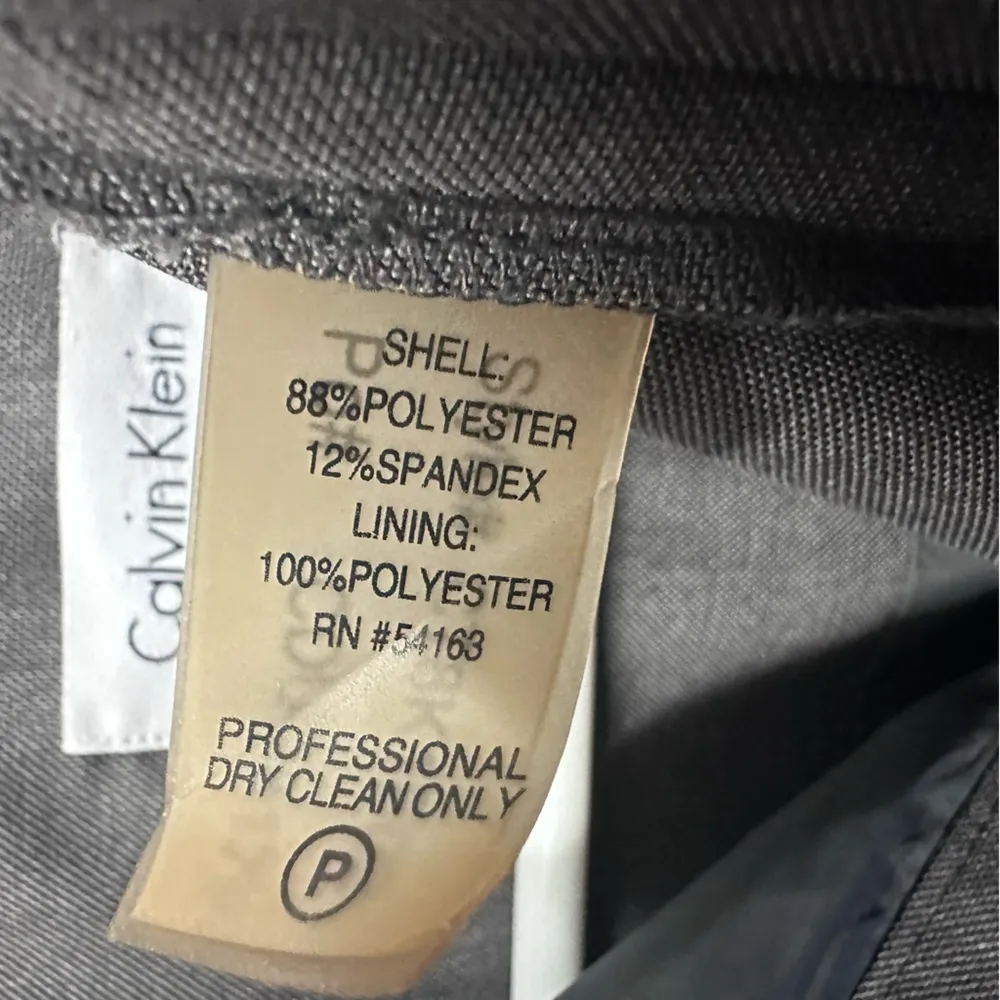 Calvin Klein
SHELL:
88%POLYESTER
12%SPANDEX
LINING:
100%POLYESTER
RN #54163
PROFESSIONAL
DRY CLEAN ONLY
P